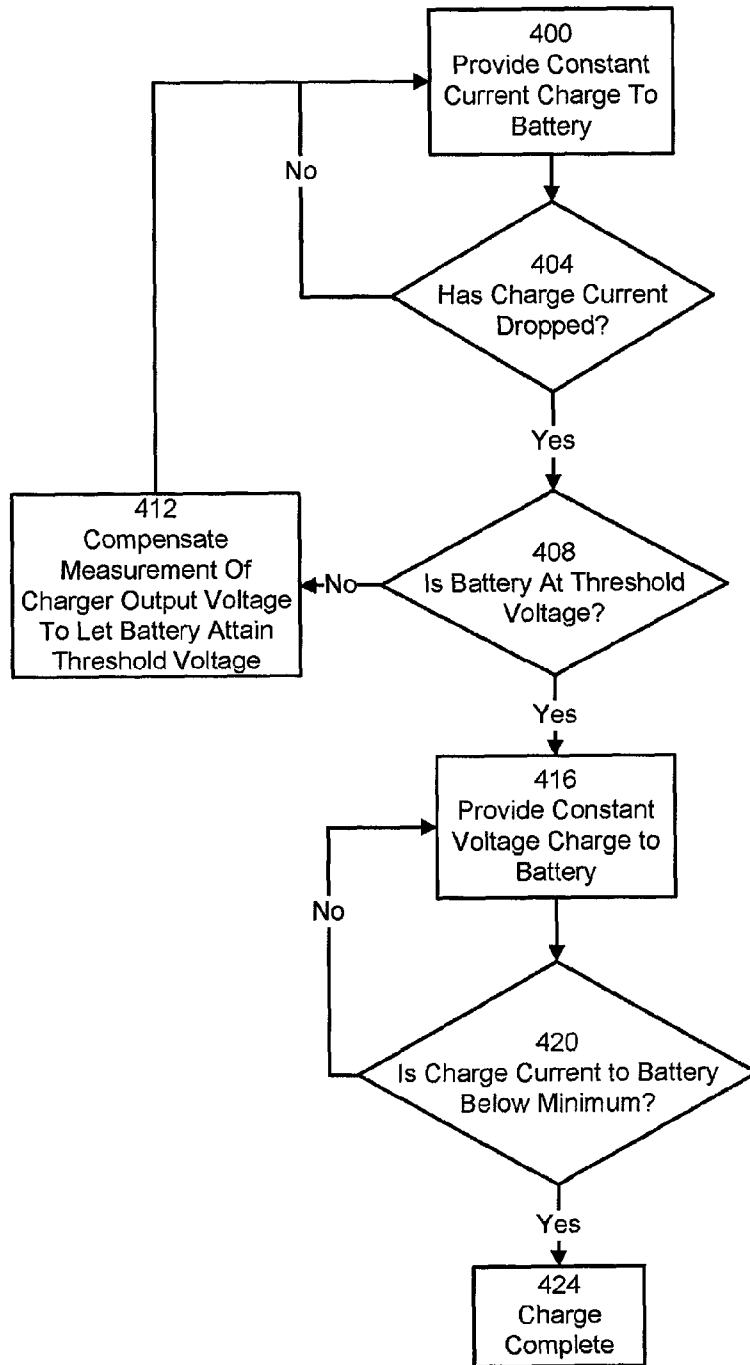 400
Provide Constant
Current Charge To
Battery
No
404
Has Charge Current
Dropped?
Yes
412
Compensate
Measurement Of
Charger Output Voltage
To Let Battery Attain
Threshold Voltage
No
408
Is Battery At Threshold
Voltage?
Yes
416
Provide Constant
Voltage Charge to
Battery
No
420
Is Charge Current to Battery
Below Minimum?
Yes
424
Charge
Complete